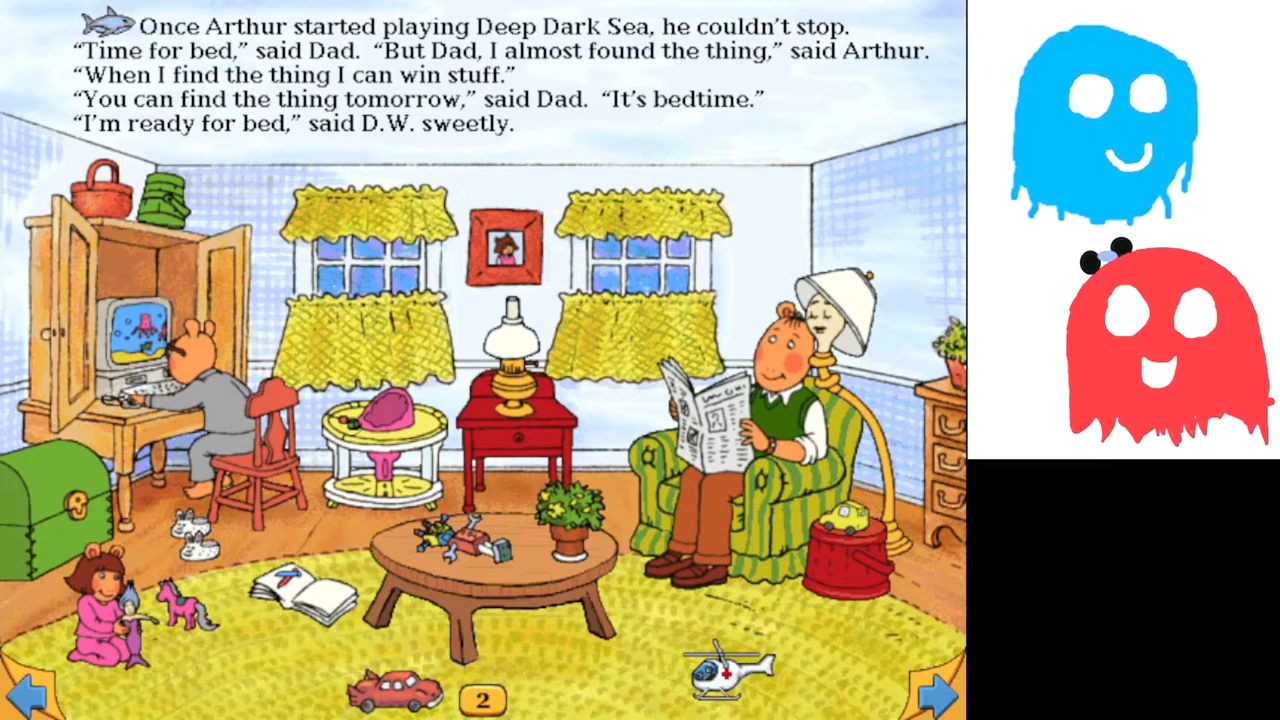 Once Arthur started playing Deep Dark Sea, he couldn't stop.
“Time for bed,” said Dad. “But Dad, I almost found the thing,” said Arthur.
“When I find the thing I can win stuff.”
“You can find the thing tomorrow,” said Dad. “It's bedtime.”
“I'm ready for bed,” said D.W. sweetly.
2